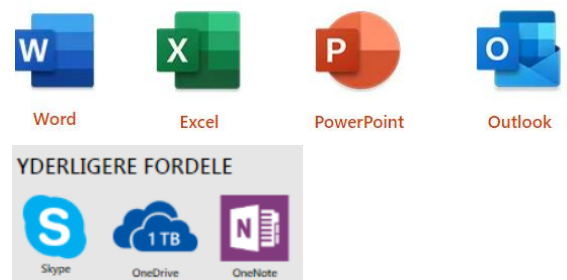 W X P O
Word Excel PowerPoint Outlook
YDERLIGERE FORDELE
S 1 TB N
Skype OneDrive OneNote